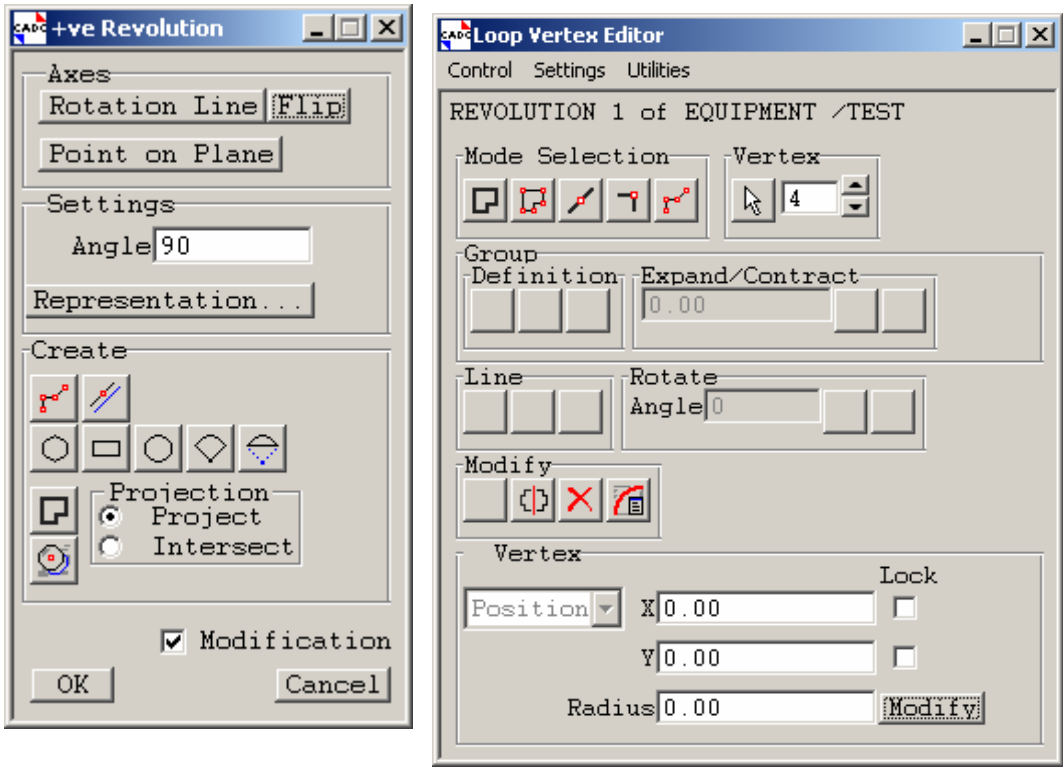 CADC +ve Revolution
Axes
Rotation Line Flip
Point on Plane
Settings
Angle 90
Representation...
Create
Projection
Project
Intersect
Modification
OK Cancel
CADC Loop Vertex Editor
Control Settings Utilities
REVOLUTION 1 of EQUIPMENT /TEST
Mode Selection Vertex
4
Group
Definition Expand/Contract
0.00
Line Rotate
Angle 0
Modify
Vertex
Lock
Position X 0.00
Y 0.00
Radius 0.00 Modify